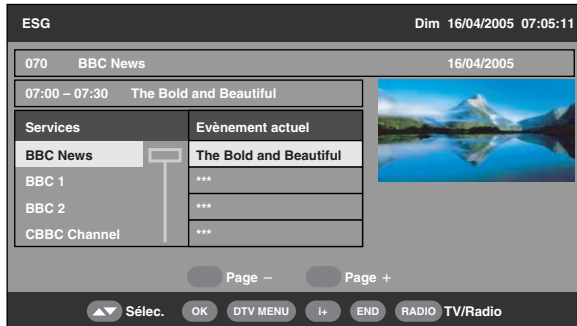 ESG Dim 16/04/2005 07:05:11
070 BBC News 16/04/2005
07:00 – 07:30 The Bold and Beautiful
Services Evènement actuel
BBC News The Bold and Beautiful
BBC 1 ***
BBC 2 ***
CBBC Channel ***
Page − Page +
Sélec. OK DTV MENU i+ END RADIO TV/Radio